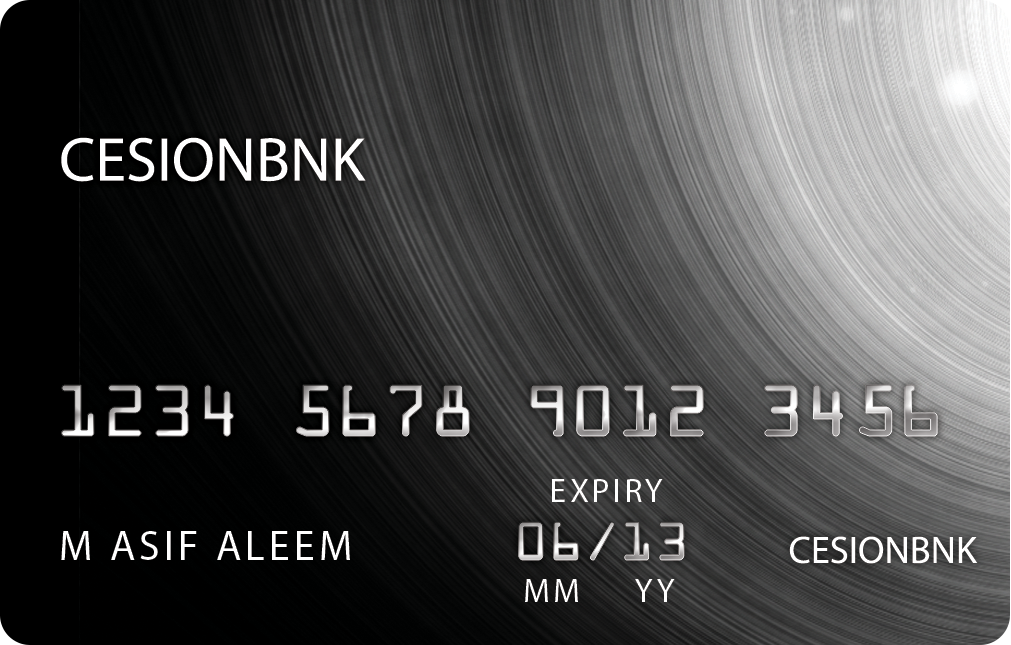 CESIONBNK
1234 5678 9012 3456
EXPIRY
M ASIF ALEEM 06/13 CESIONBNK
MM YY